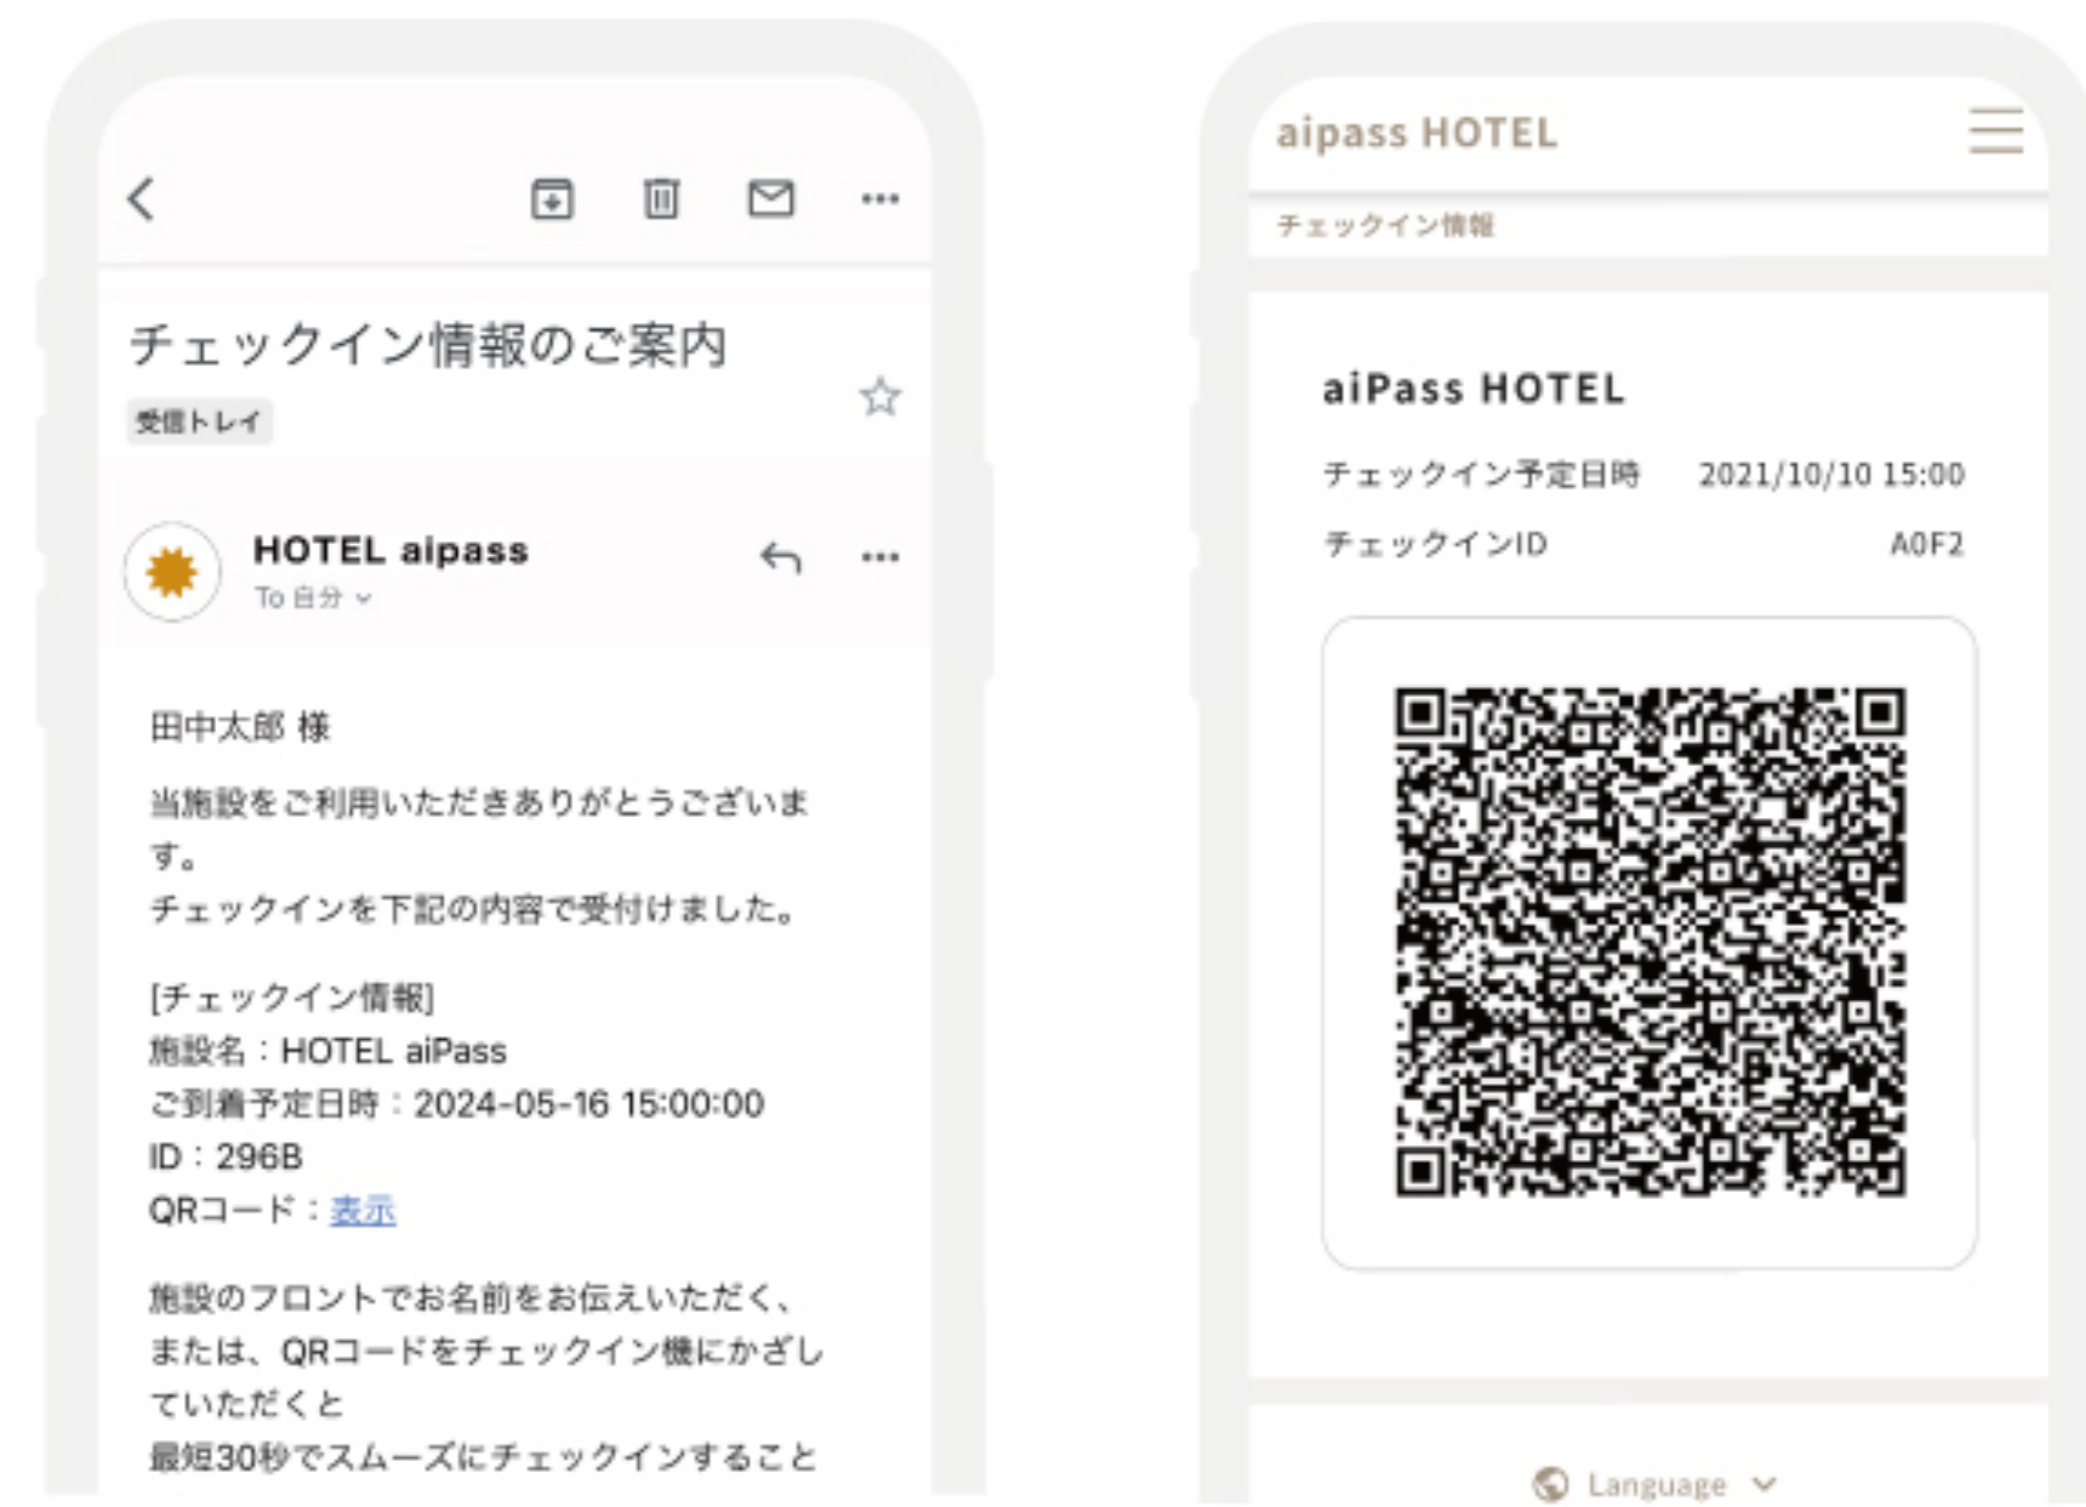 チェックイン情報のご案内
受信トレイ
HOTEL aipass
To 自分
田中太郎 様
当施設をご利用いただきありがとうございま
す。
チェックインを下記の内容で受付けました。
[チェックイン情報]
施設名：HOTEL aiPass
ご到着予定日時：2024-05-16 15:00:00
ID：296B
QRコード：表示
施設のフロントでお名前をお伝えいただく、
または、QRコードをチェックイン機にかざし
ていただくと
最短30秒でスムーズにチェックインすること
aipass HOTEL
チェックイン情報
aiPass HOTEL
チェックイン予定日時 2021/10/10 15:00
チェックインID A0F2
Language